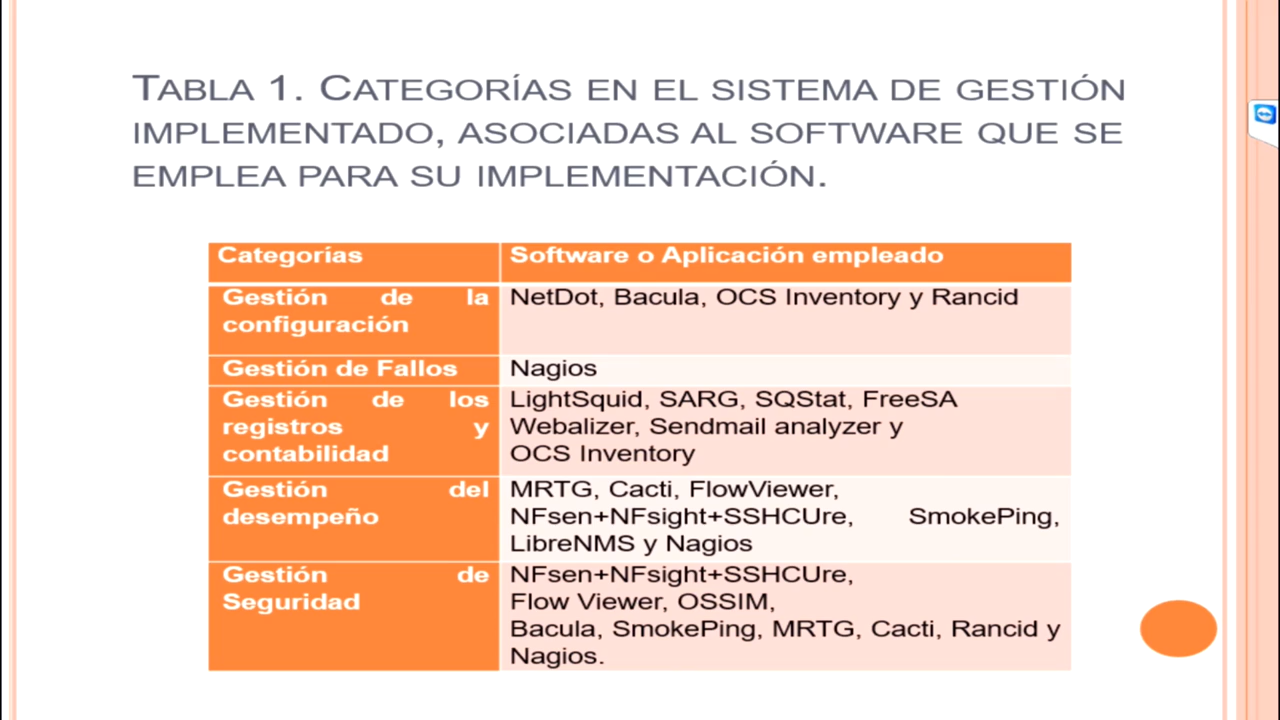 TABLA 1. CATEGORÍAS EN EL SISTEMA DE GESTIÓN
IMPLEMENTADO, ASOCIADAS AL SOFTWARE QUE SE
EMPLEA PARA SU IMPLEMENTACIÓN.
Categorías Software o Aplicación empleado
Gestión de la NetDot, Bacula, OCS Inventory y Rancid
configuración
Gestión de Fallos Nagios
Gestión de los LightSquid, SARG, SQStat, FreeSA
registros y Webalizer, Sendmail analyzer y
contabilidad OCS Inventory
Gestión del MRTG, Cacti, FlowViewer,
desempeño NFsen+NFsight+SSHCUre, SmokePing,
LibreNMS y Nagios
Gestión de NFsen+NFsight+SSHCUre,
Seguridad Flow Viewer, OSSIM,
Bacula, SmokePing, MRTG, Cacti, Rancid y
Nagios.